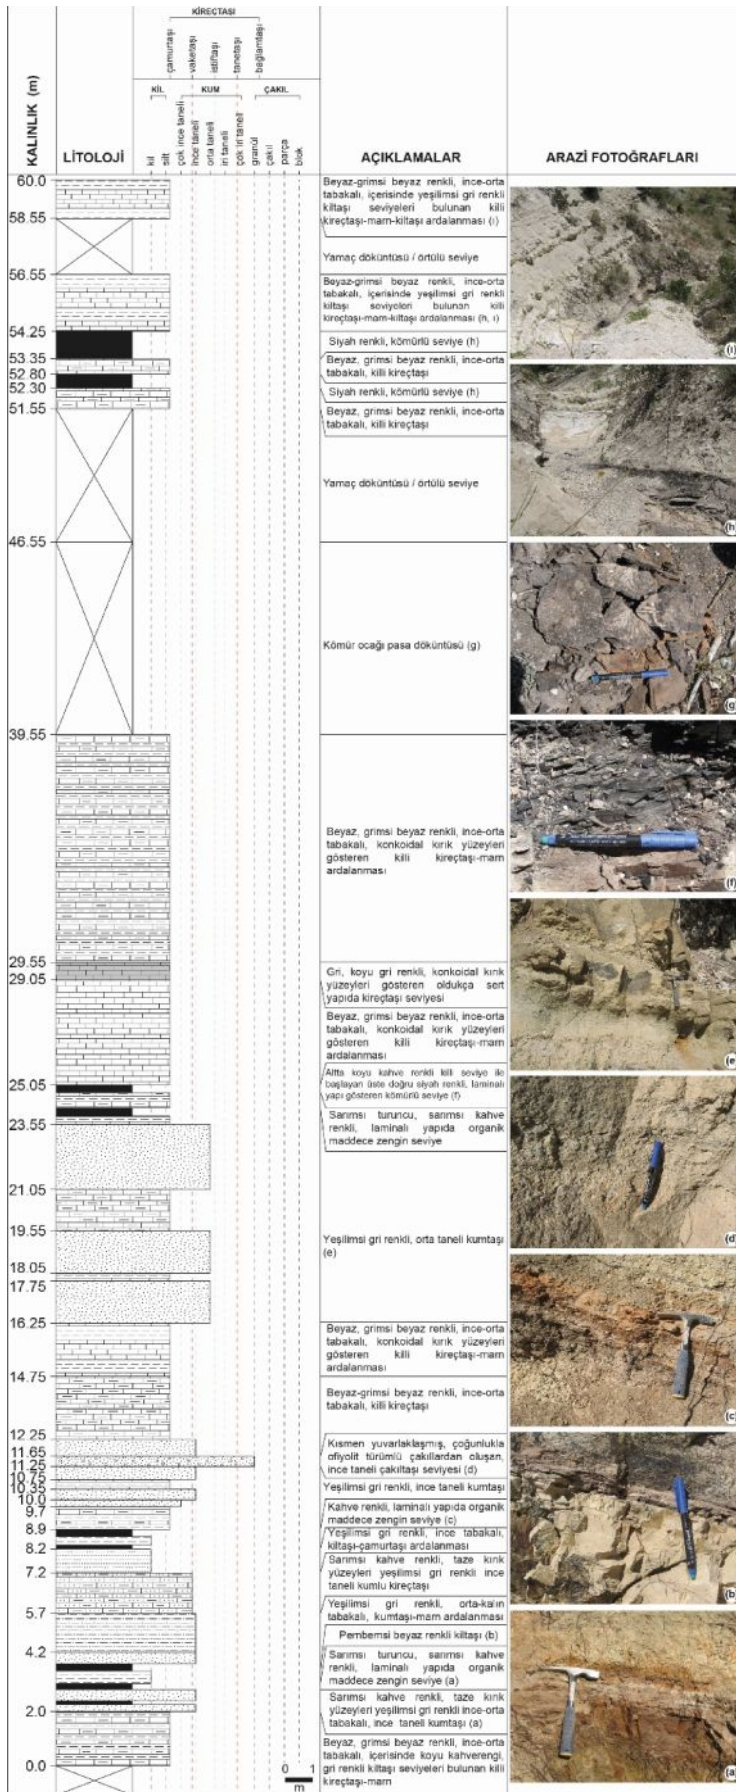 KİREÇTAŞI
çamurtaşı
vaketaşı
istiftaşı
tanetaşı
bağlamtaşı
KİL
KUM
ÇAKIL
kil
silt
çok ince taneli
ince taneli
orta taneli
iri taneli
çok iri taneli
granül
çakıl
parça
blok
KALINLIK (m)
LİTOLOJİ
AÇIKLAMALAR
ARAZİ FOTOĞRAFLARI
60.0
58.55
56.55
54.25
53.35
52.80
52.30
51.55
46.55
39.55
29.55
29.05
25.05
23.55
21.05
19.55
18.05
17.75
16.25
14.75
12.25
11.65
11.25
10.75
10.35
10.0
9.7
8.9
8.2
7.2
5.7
4.2
2.0
0.0
Beyaz-grimsi beyaz renkli, ince-orta
tabakalı, içerisinde yeşilimsi gri renkli
kiltaşı seviyeleri bulunan killi
kireçtaşı-marn-kiltaşı ardalanması (ı)
Yamaç döküntüsü / örtülü seviye
Beyaz-grimsi beyaz renkli, ince-orta
tabakalı, içerisinde yeşilimsi gri renkli
kiltaşı seviyeleri bulunan killi
kireçtaşı-marn-kiltaşı ardalanması (h, ı)
Siyah renkli, kömürlü seviye (h)
Beyaz, grimsi beyaz renkli, ince-orta
tabakalı, killi kireçtaşı
Siyah renkli, kömürlü seviye (h)
Beyaz, grimsi beyaz renkli, ince-orta
tabakalı, killi kireçtaşı
Yamaç döküntüsü / örtülü seviye
Kömür ocağı pasa döküntüsü (g)
Beyaz, grimsi beyaz renkli, ince-orta
tabakalı, konkoidal kırık yüzeyleri
gösteren killi kireçtaşı-marn
ardalanması
Gri, koyu gri renkli, konkoidal kırık
yüzeyleri gösteren oldukça sert
yapıda kireçtaşı seviyesi
Beyaz, grimsi beyaz renkli, ince-orta
tabakalı, konkoidal kırık yüzeyleri
gösteren killi kireçtaşı-marn
ardalanması
Altta koyu kahve renkli killi seviye ile
başlayan üste doğru siyah renkli, laminalı
yapı gösteren kömürlü seviye (f)
Sarımsı turuncu, sarımsı kahve
renkli, laminalı yapıda organik
maddece zengin seviye
Yeşilimsi gri renkli, orta taneli kumtaşı
(e)
Beyaz, grimsi beyaz renkli, ince-orta
tabakalı, konkoidal kırık yüzeyleri
gösteren killi kireçtaşı-marn
ardalanması
Beyaz-grimsi beyaz renkli, ince-orta
tabakalı, killi kireçtaşı
Kısmen yuvarlaklaşmış, çoğunlukla
ofiyolit türümlü çakıllardan oluşan,
ince taneli çakıltaşı seviyesi (d)
Yeşilimsi gri renkli, ince taneli kumtaşı
Kahve renkli, laminalı yapıda organik
maddece zengin seviye (c)
Yeşilimsi gri renkli, ince tabakalı,
kiltaşı-çamurtaşı ardalanması
Sarımsı kahve renkli, taze kırık
yüzeyleri yeşilimsi gri renkli ince
taneli kumlu kireçtaşı
Yeşilimsi gri renkli, orta-kalın
tabakalı, kumtaşı-marn ardalanması
Pembemsi beyaz renkli kiltaşı (b)
Sarımsı turuncu, sarımsı kahve
renkli, laminalı yapıda organik
maddece zengin seviye (a)
Sarımsı kahve renkli, taze kırık
yüzeyleri yeşilimsi gri renkli ince-orta
tabakalı, ince taneli kumtaşı (a)
Beyaz, grimsi beyaz renkli, ince-orta
tabakalı, içerisinde koyu kahverengi,
gri renkli kiltaşı seviyeleri bulunan killi
kireçtaşı-marn
0 1
m
(ı)
(h)
(g)
(f)
(e)
(d)
(c)
(b)
(a)